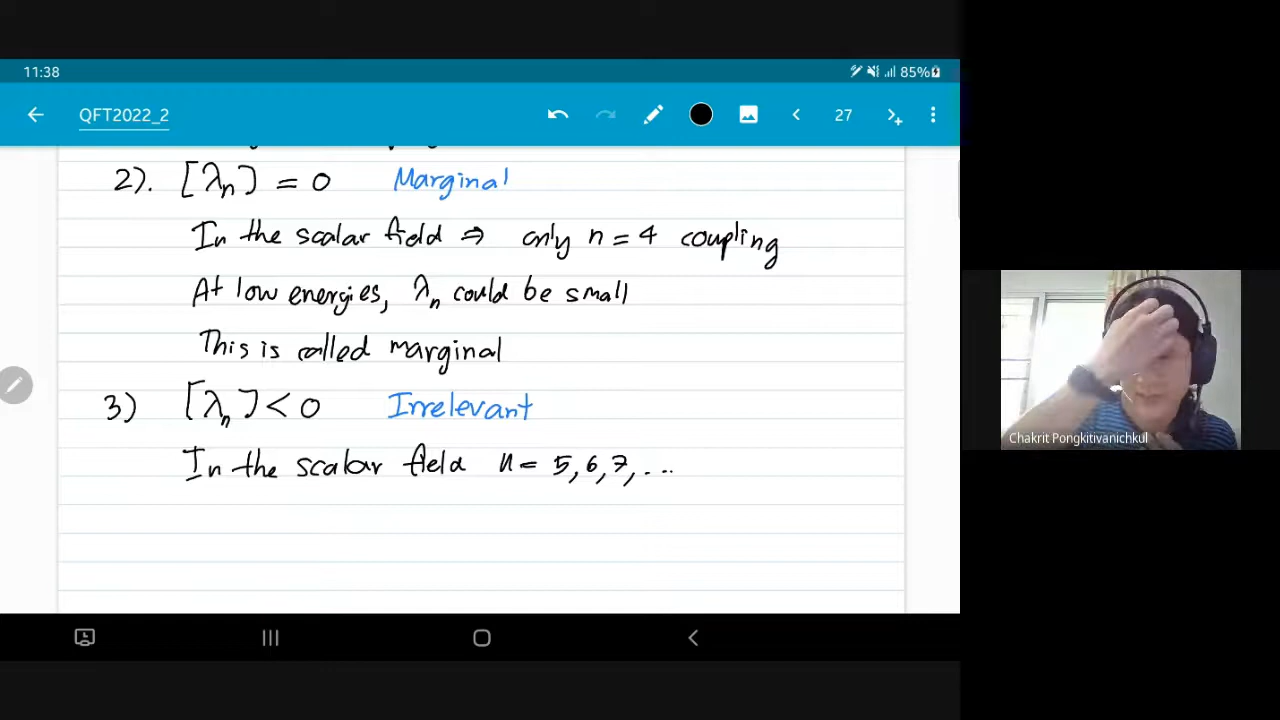 11:38
85%
QFT2022_2
27
2). [λₙ] = 0 Marginal
In the scalar field ⇒ only n = 4 coupling
At low energies, λₙ could be small
This is called marginal
3) [λₙ] < 0 Irrelevant
In the scalar field n = 5, 6, 7, ...
Chakrit Pongkitivanichkul